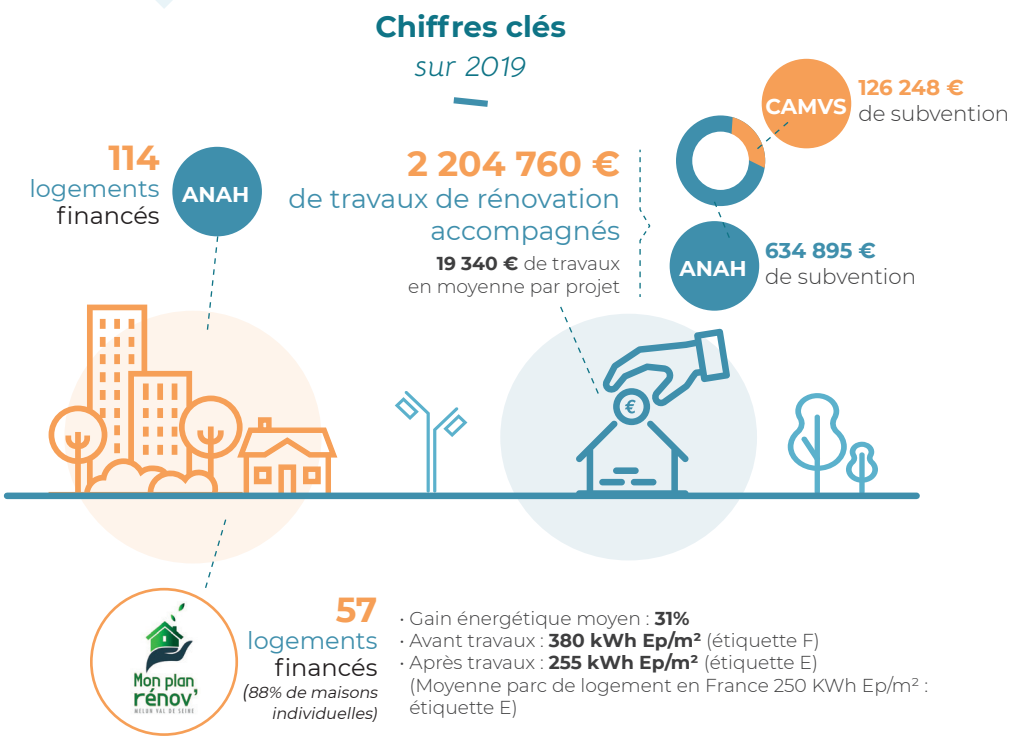 Chiffres clés
sur 2019
114
logements
financés
ANAH
2 204 760 €
de travaux de rénovation
accompagnés
19 340 € de travaux
en moyenne par projet
CAMVS
126 248 €
de subvention
ANAH
634 895 €
de subvention
€
Mon plan
rénov'
MELUN VAL DE SEINE
57
logements
financés
(88% de maisons
individuelles)
· Gain énergétique moyen : 31%
· Avant travaux : 380 kWh Ep/m² (étiquette F)
· Après travaux : 255 kWh Ep/m² (étiquette E)
(Moyenne parc de logement en France 250 KWh Ep/m² :
étiquette E)